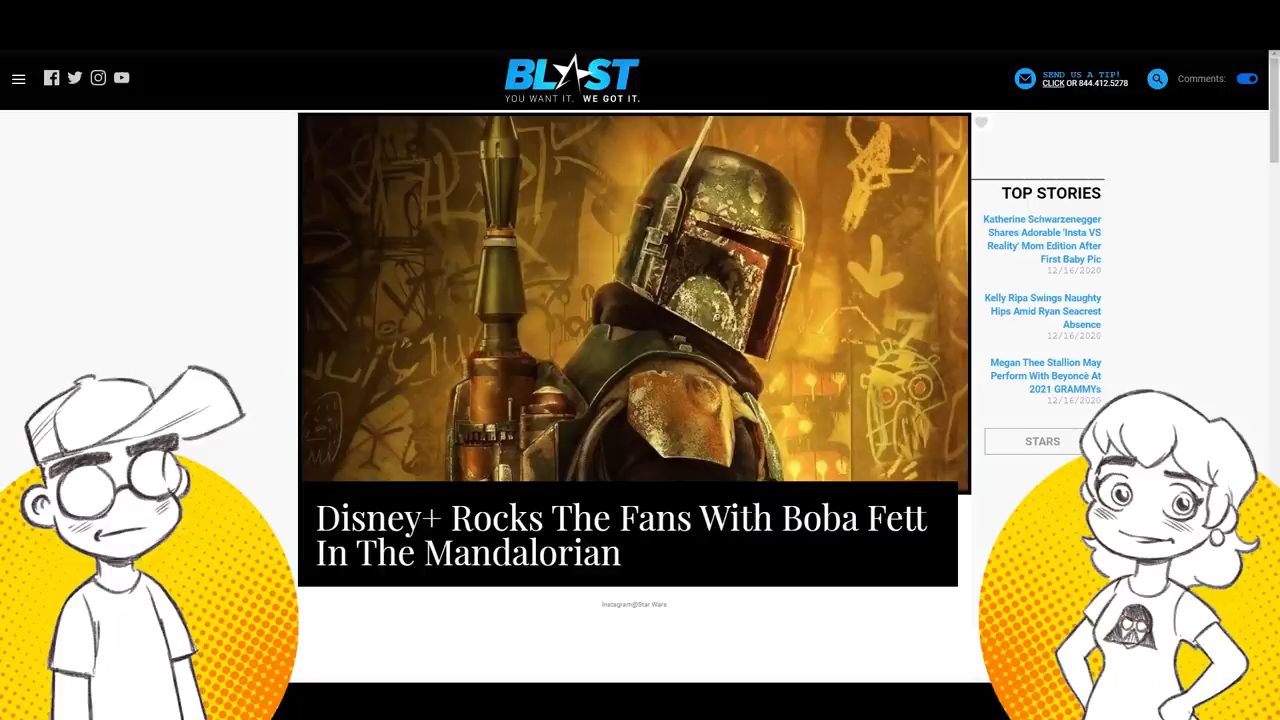 BLAST
YOU WANT IT. WE GOT IT.
SEND US A TIP!
CLICK OR 844.412.5278
Comments:
Disney+ Rocks The Fans With Boba Fett
In The Mandalorian
Instagram@Star Wars
TOP STORIES
Katherine Schwarzenegger
Shares Adorable 'Insta VS
Reality' Mom Edition After
First Baby Pic
12/16/2020
Kelly Ripa Swings Naughty
Hips Amid Ryan Seacrest
Absence
12/16/2020
Megan Thee Stallion May
Perform With Beyoncè At
2021 GRAMMYs
12/16/2020
STARS